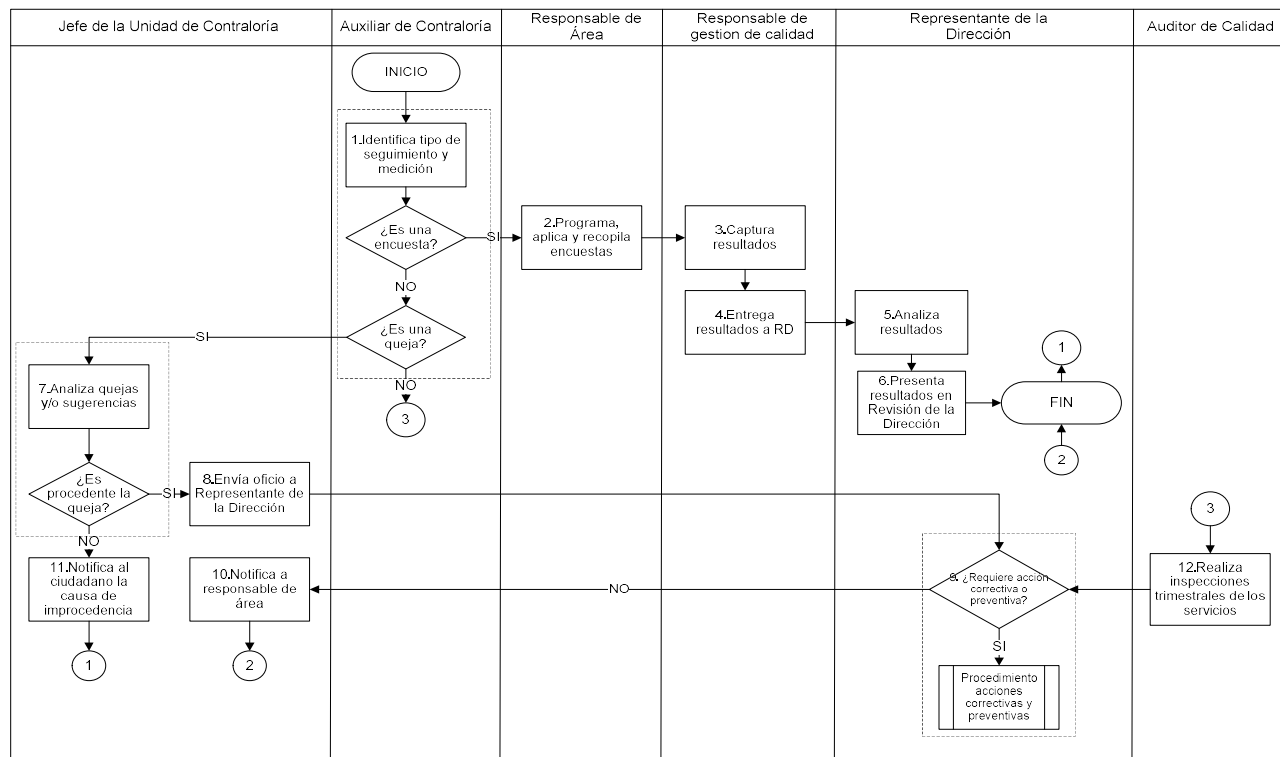 Jefe de la Unidad de Contraloría
Auxiliar de Contraloría
Responsable de
Área
Responsable de
gestion de calidad
Representante de la
Dirección
Auditor de Calidad
INICIO
1.Identifica tipo de
seguimiento y
medición
¿Es una
encuesta?
SI
2.Programa,
aplica y recopila
encuestas
3.Captura
resultados
NO
4.Entrega
resultados a RD
5.Analiza
resultados
¿Es una
queja?
SI
NO
3
1
6.Presenta
resultados en
Revisión de la
Dirección
FIN
2
7.Analiza quejas
y/o sugerencias
¿Es
procedente la
queja?
SI
8.Envía oficio a
Representante de
la Dirección
NO
3
11.Notifica al
ciudadano la
causa de
improcedencia
10.Notifica a
responsable de
área
NO
9. ¿Requiere acción
correctiva o
preventiva?
12.Realiza
inspecciones
trimestrales de los
servicios
1
2
SI
Procedimiento
acciones
correctivas y
preventivas